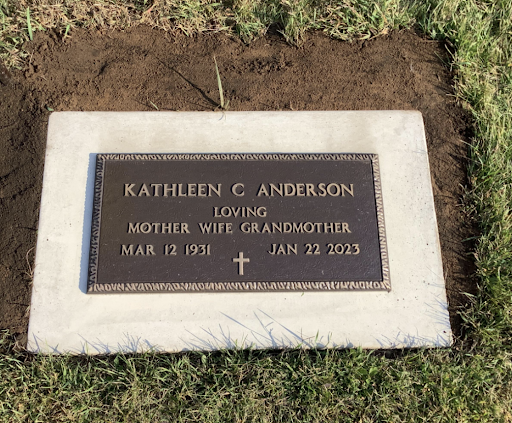 KATHLEEN C ANDERSON
LOVING
MOTHER WIFE GRANDMOTHER
MAR 12 1931 JAN 22 2023